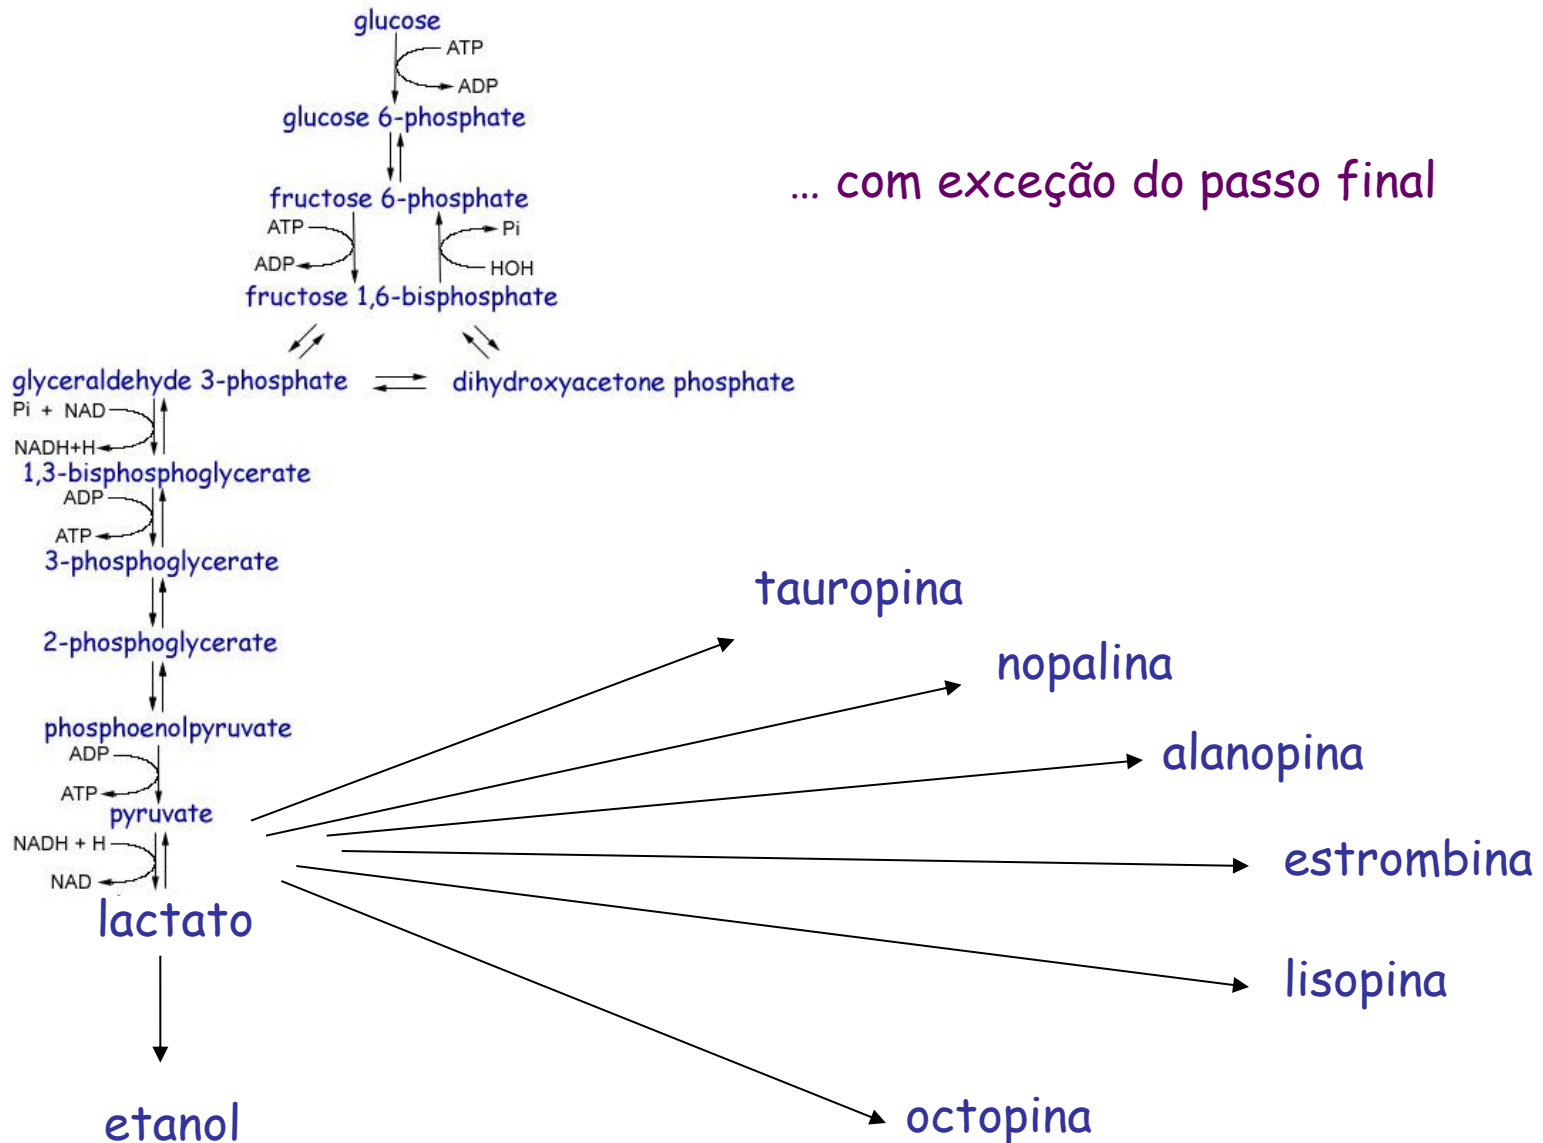 glucose
ATP
ADP
glucose 6-phosphate
... com exceção do passo final
fructose 6-phosphate
ATP
Pi
ADP
HOH
fructose 1,6-bisphosphate
glyceraldehyde 3-phosphate
dihydroxyacetone phosphate
Pi + NAD
NADH+H
1,3-bisphosphoglycerate
ADP
ATP
3-phosphoglycerate
tauropina
2-phosphoglycerate
nopalina
phosphoenolpyruvate
ADP
alanopina
ATP
pyruvate
NADH + H
estrombina
NAD
lactato
lisopina
etanol
octopina